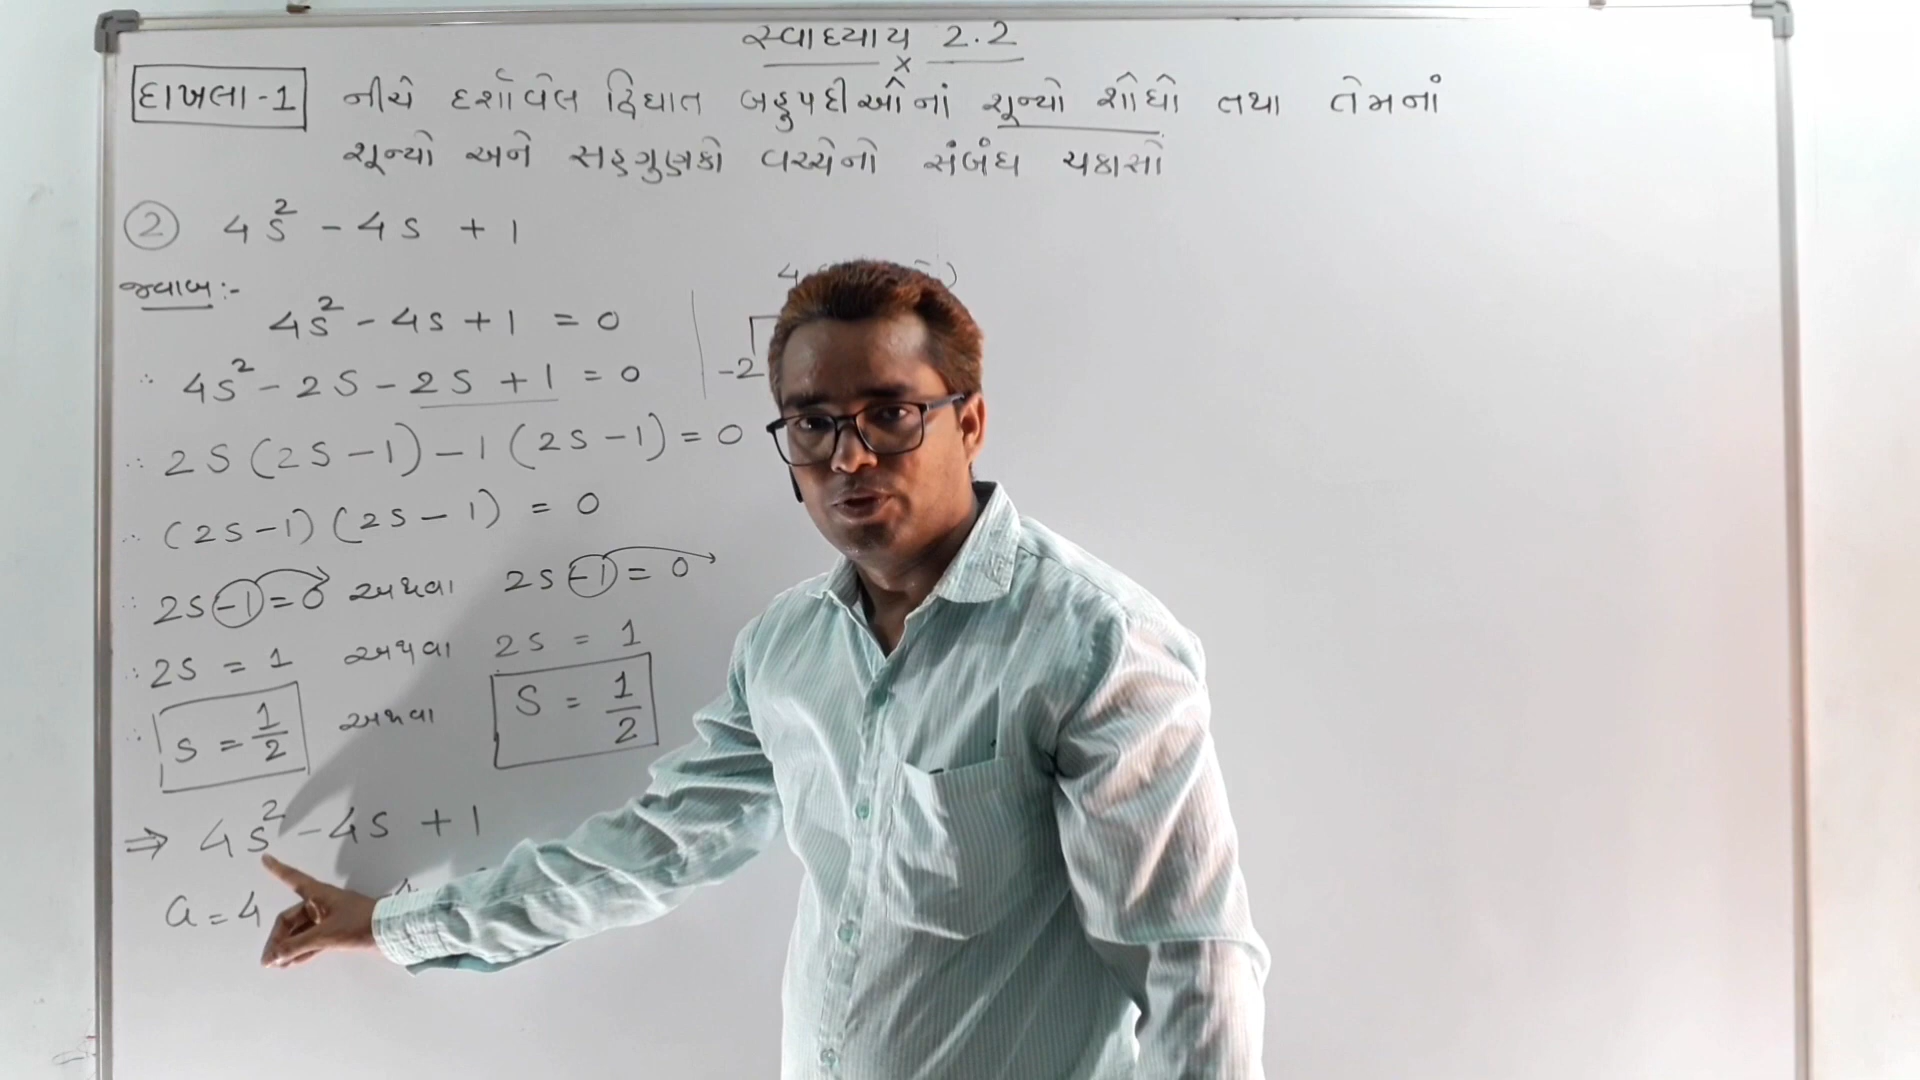 સ્વાધ્યાય 2.2
×
દાખલા-1 નીચે દર્શાવેલ દ્વિઘાત બહુપદીઓનાં શૂન્યો શોધો તથા તેમનાં
શૂન્યો અને સહગુણકો વચ્ચેનો સંબંધ ચકાસો
2 4s² - 4s + 1
જવાબ:-
4s² - 4s + 1 = 0
∴ 4s² - 2s - 2s + 1 = 0
-2
∴ 2s (2s - 1) - 1 (2s - 1) = 0
∴ (2s - 1) (2s - 1) = 0
∴ 2s - 1 = 0 અથવા 2s - 1 = 0
∴ 2s = 1 અથવા 2s = 1
∴ s = 1/2 અથવા s = 1/2
⇒ 4s² - 4s + 1
a = 4